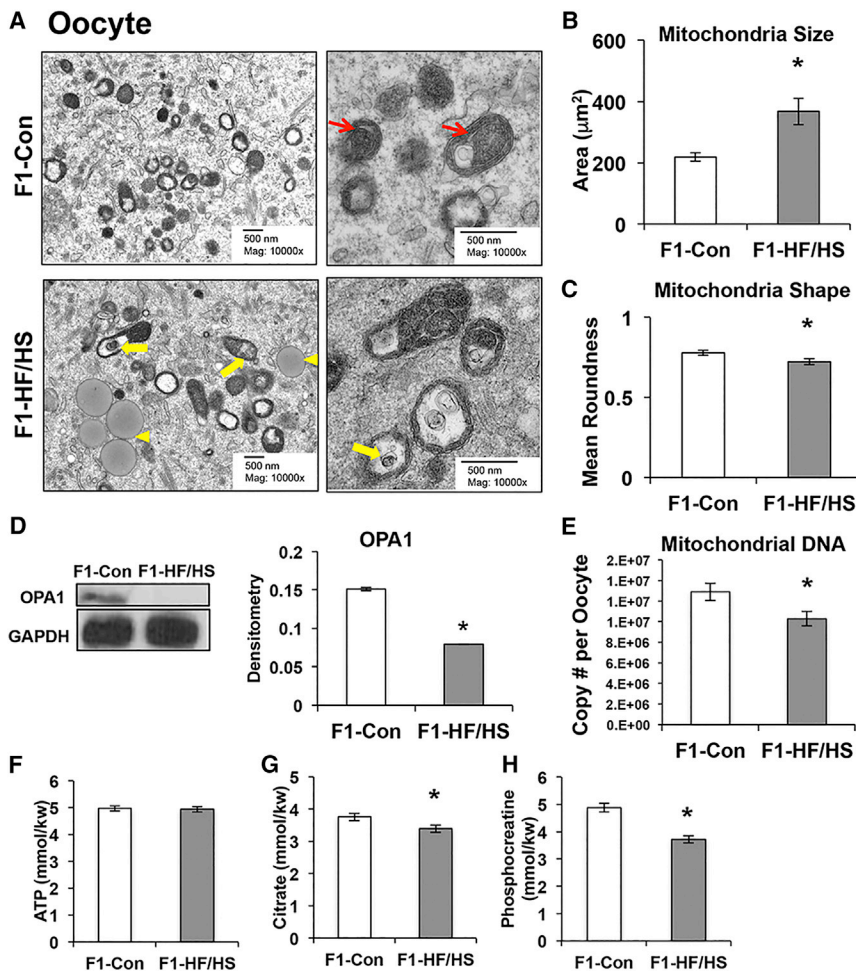 A Oocyte
F1-Con
500 nm
Mag: 10000x
500 nm
Mag: 10000x
F1-HF/HS
500 nm
Mag: 10000x
500 nm
Mag: 10000x
B Mitochondria Size
Area (μm²)
600
400
200
0
*
F1-Con F1-HF/HS
C Mitochondria Shape
Mean Roundness
1
0.5
0
*
F1-Con F1-HF/HS
D
F1-Con F1-HF/HS
OPA1
GAPDH
OPA1
Densitometry
0.2
0.15
0.1
0.05
0
*
F1-Con F1-HF/HS
E Mitochondrial DNA
Copy # per Oocyte
2.E+07
1.E+07
1.E+07
1.E+07
8.E+06
6.E+06
4.E+06
2.E+06
0.E+00
*
F1-Con F1-HF/HS
F
ATP (mmol/kw)
6
5
4
3
2
1
0
F1-Con F1-HF/HS
G
Citrate (mmol/kw)
5
4
3
2
1
0
*
F1-Con F1-HF/HS
H
Phosphocreatine
(mmol/kw)
6
5
4
3
2
1
0
*
F1-Con F1-HF/HS